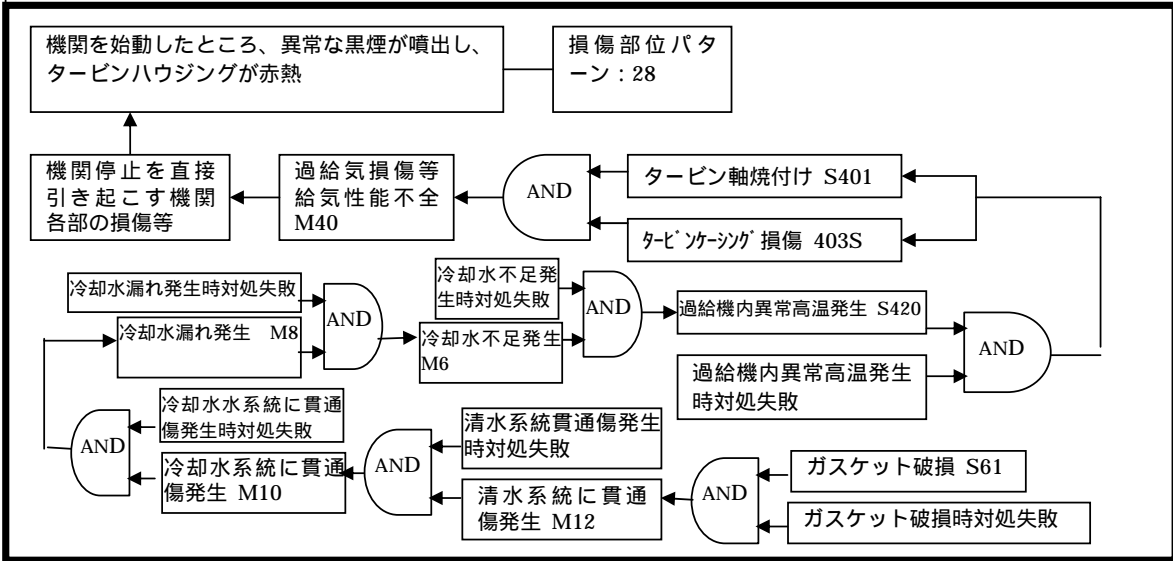 機関を始動したところ、異常な黒煙が噴出し、
タービンハウジングが赤熱
損傷部位パタ
ーン：28
機関停止を直接
引き起こす機関
各部の損傷等
過給気損傷等
給気性能不全
M40
AND
タービン軸焼付け S401
ﾀｰﾋﾞﾝｹｰｼﾝｸﾞ損傷 403S
冷却水漏れ発生時対処失敗
冷却水漏れ発生 M8
AND
冷却水不足発
生時対処失敗
冷却水不足発生
M6
AND
過給機内異常高温発生 S420
過給機内異常高温発生
時対処失敗
AND
AND
冷却水水系統に貫通
傷発生時対処失敗
冷却水系統に貫通
傷発生 M10
AND
清水系統貫通傷発生
時対処失敗
清水系統に貫通
傷発生 M12
AND
ガスケット破損 S61
ガスケット破損時対処失敗